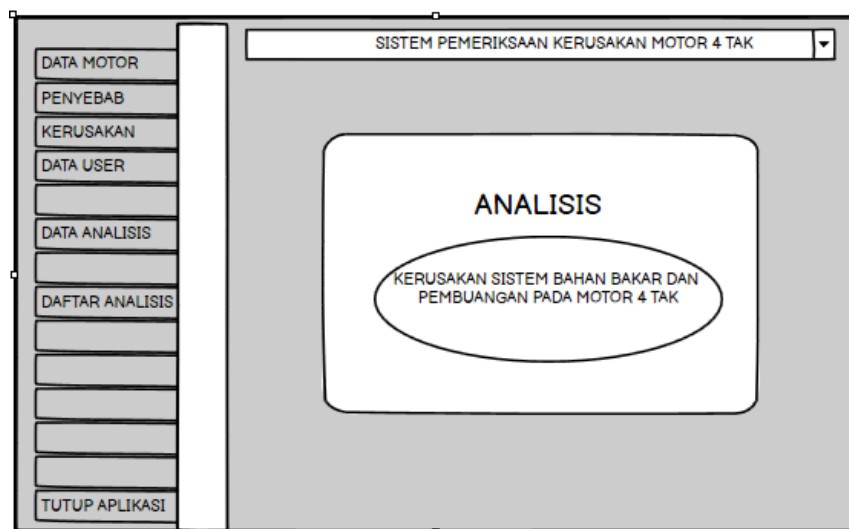 SISTEM PEMERIKSAAN KERUSAKAN MOTOR 4 TAK
DATA MOTOR
PENYEBAB
KERUSAKAN
DATA USER
DATA ANALISIS
DAFTAR ANALISIS
TUTUP APLIKASI
ANALISIS
KERUSAKAN SISTEM BAHAN BAKAR DAN
PEMBUANGAN PADA MOTOR 4 TAK